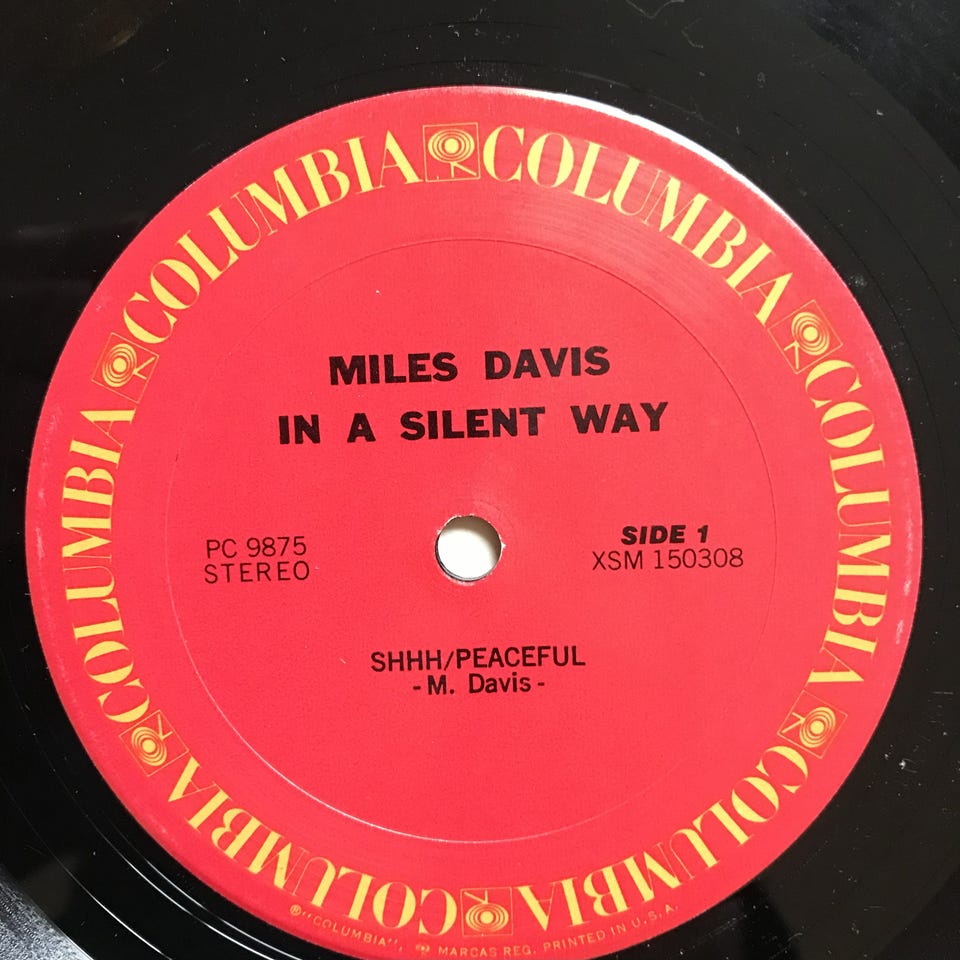 COLUMBIA COLUMBIA COLUMBIA COLUMBIA COLUMBIA COLUMBIA
MILES DAVIS
IN A SILENT WAY
PC 9875
STEREO
SIDE 1
XSM 150308
SHHH/PEACEFUL
- M. Davis -
®"COLUMBIA", MARCAS REG. PRINTED IN U.S.A.